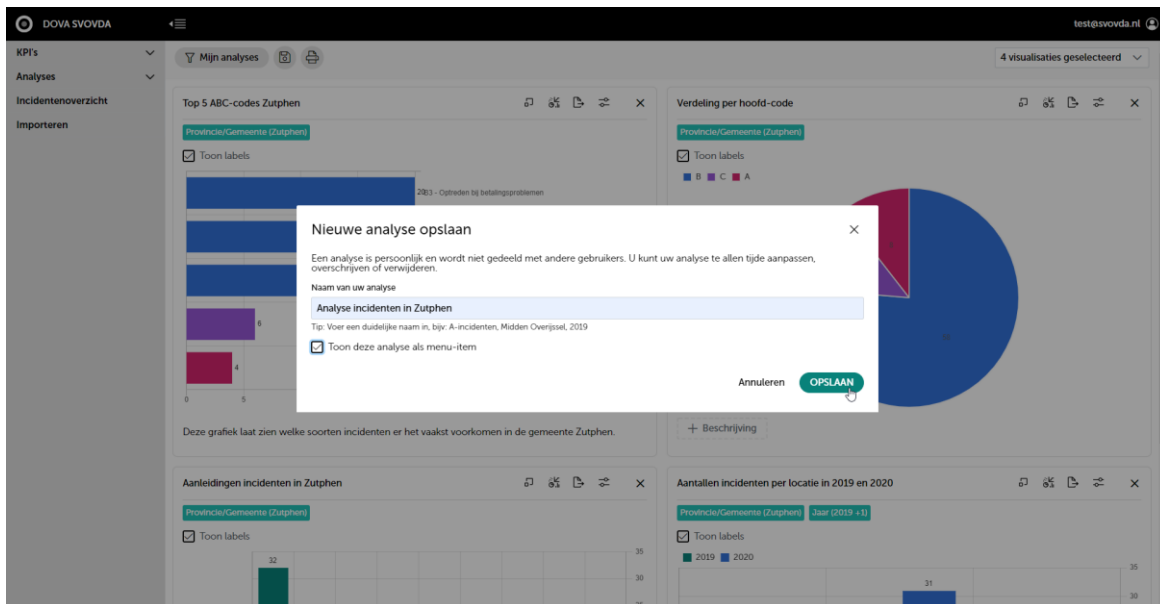 DOVA SVOVDA
test@svovda.nl
KPI's
Analyses
Incidentenoverzicht
Importeren
Mijn analyses
4 visualisaties geselecteerd
Top 5 ABC-codes Zutphen
Provincie/Gemeente (Zutphen)
Toon labels
B3 - Optreden bij betalingsproblemen
6
4
0
5
Deze grafiek laat zien welke soorten incidenten er het vaakst voorkomen in de gemeente Zutphen.
Verdeling per hoofd-code
Provincie/Gemeente (Zutphen)
Toon labels
B C A
+ Beschrijving
Nieuwe analyse opslaan
Een analyse is persoonlijk en wordt niet gedeeld met andere gebruikers. U kunt uw analyse te allen tijde aanpassen,
overschrijven of verwijderen.
Naam van uw analyse
Analyse incidenten in Zutphen
Tip: Voer een duidelijke naam in, bijv: A-incidenten, Midden Overijssel, 2019
Toon deze analyse als menu-item
Annuleren
OPSLAAN
Aanleidingen incidenten in Zutphen
Provincie/Gemeente (Zutphen)
Toon labels
32
35
30
Aantallen incidenten per locatie in 2019 en 2020
Provincie/Gemeente (Zutphen) Jaar (2019 +1)
Toon labels
2019 2020
31
35
30